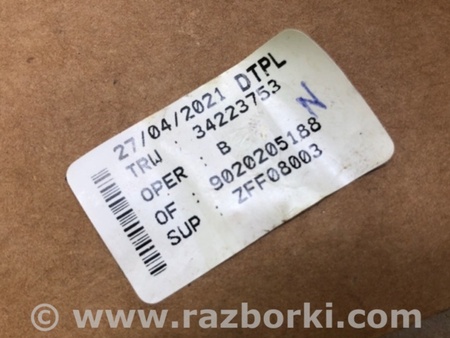 27/04/2021 DTPL
TRW : 34223753
OPER : B
OF : 9020205188
SUP : ZFF08003
N
© www.razborki.com